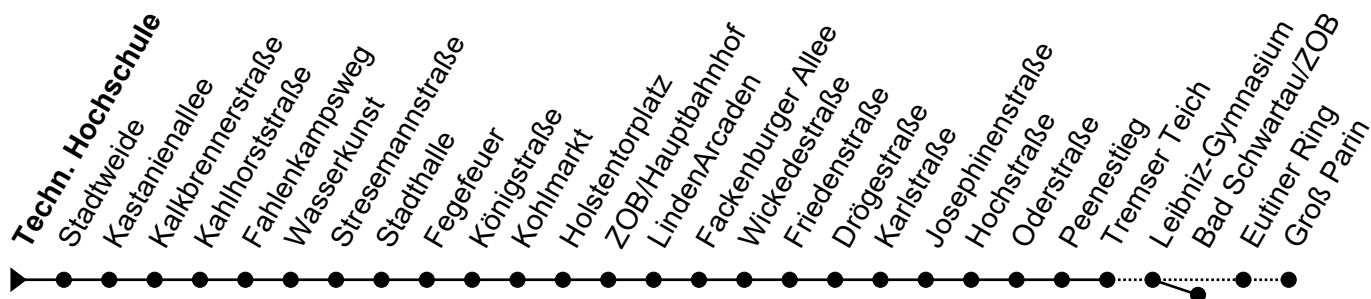 Techn. Hochschule
Stadtweide
Kastanienallee
Kalkbrennerstraße
Kahlhorststraße
Fahlenkampsweg
Wasserkunst
Stresemannstraße
Stadthalle
Fegefeuer
Königstraße
Kohlmarkt
Holstentorplatz
ZOB/Hauptbahnhof
LindenArcaden
Fackenburger Allee
Wickedestraße
Friedenstraße
Drögestraße
Karlstraße
Josephinenstraße
Hochstraße
Oderstraße
Peenestieg
Tremser Teich
Leibniz-Gymnasium
Bad Schwartau/ZOB
Eutiner Ring
Groß Parin